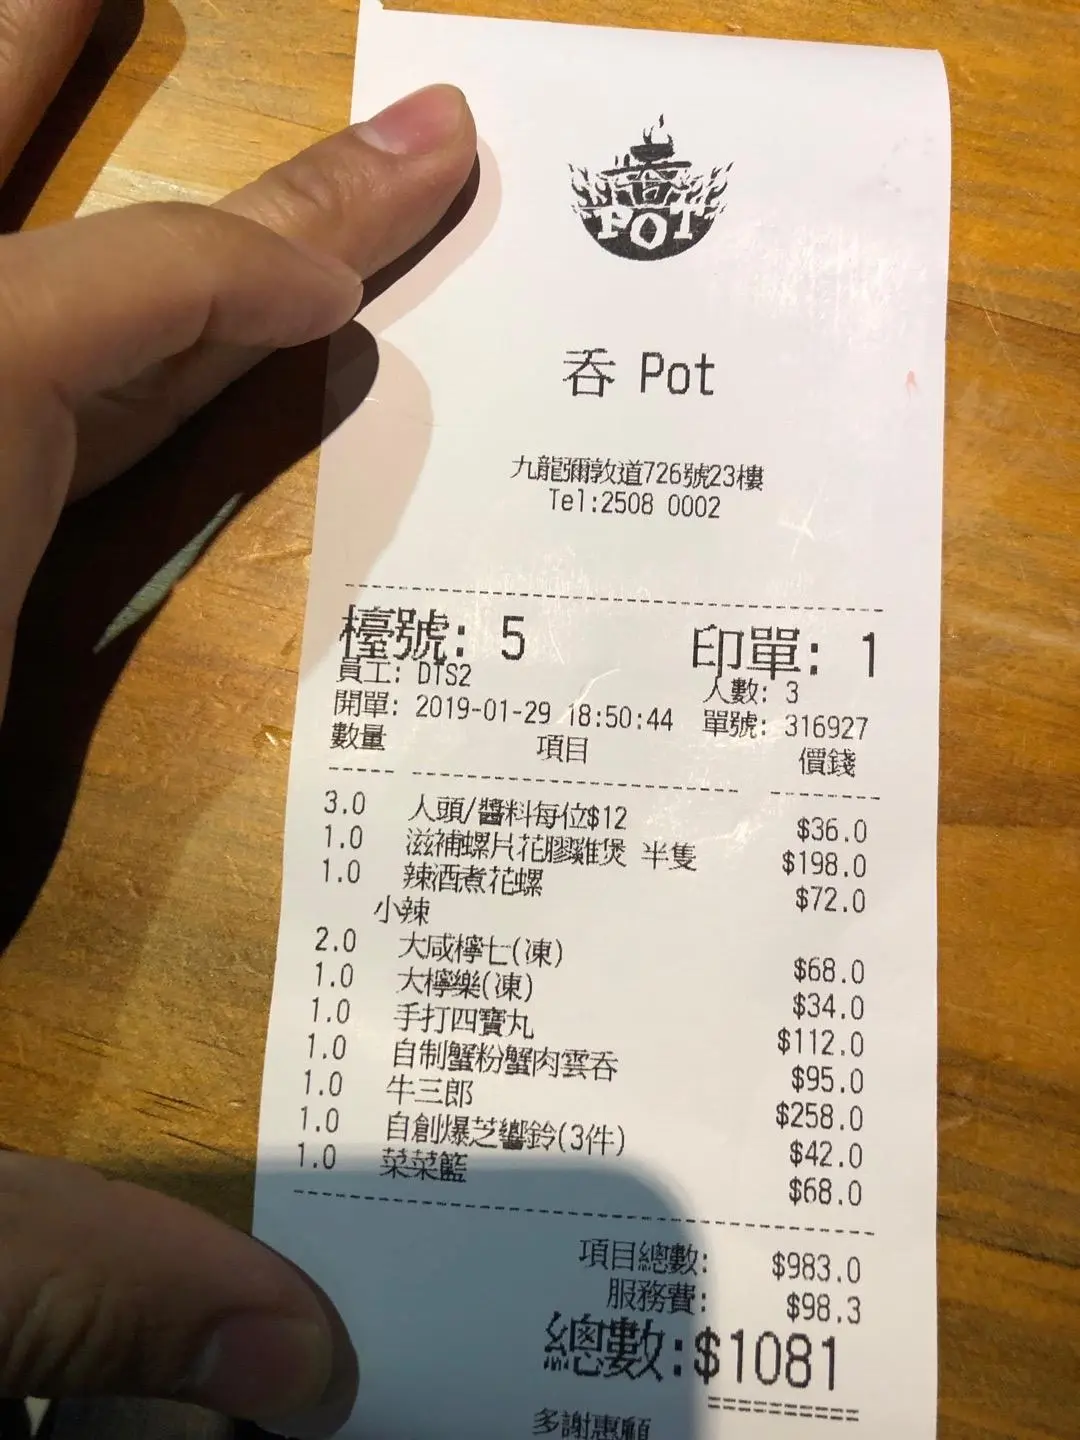 呑
POT
呑 Pot
九龍彌敦道726號23樓
Tel:2508 0002
檯號: 5 印單: 1
員工: DTS2 人數: 3
開單: 2019-01-29 18:50:44 單號: 316927
數量 項目 價錢
3.0 人頭/醬料每位$12 $36.0
1.0 滋補螺片花膠雞煲 半隻 $198.0
1.0 辣酒煮花螺 $72.0
小辣
2.0 大咸檸七(凍) $68.0
1.0 大檸樂(凍) $34.0
1.0 手打四寶丸 $112.0
1.0 自制蟹粉蟹肉雲吞 $95.0
1.0 牛三郎 $258.0
1.0 自創爆芝響鈴(3件) $42.0
1.0 菜菜籃 $68.0
項目總數: $983.0
服務費: $98.3
總數:$1081
多謝惠顧